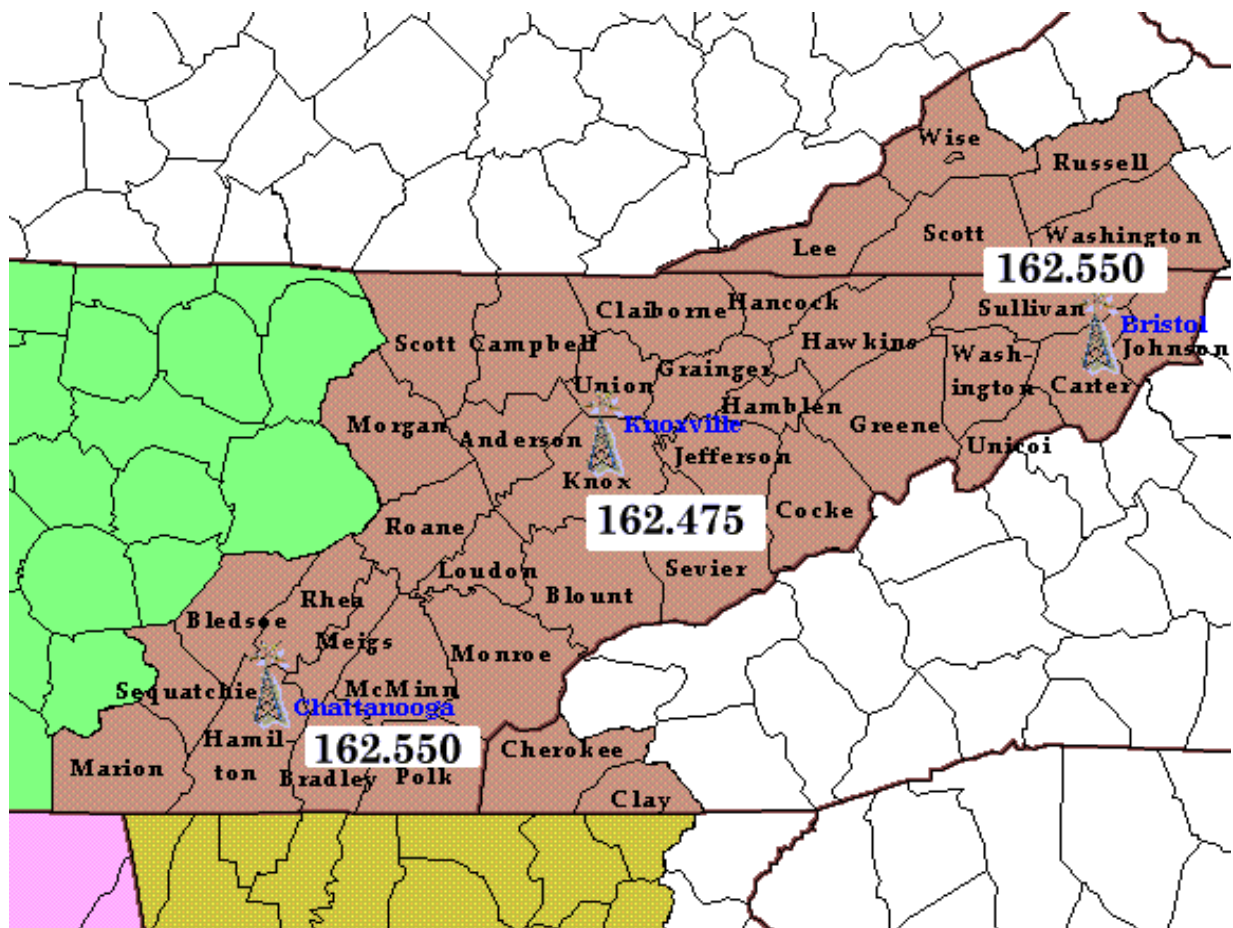 Wise
Russell
Scott
Washington
Lee
162.550
Claiborne
Hancock
Sullivan
Bristol
Scott
Campbell
Hawkins
Wash-
ington
Johnson
Grainger
Union
Carter
Hamblen
Morgan
Knoxville
Greene
Anderson
Jefferson
Unicoi
Knox
162.475
Cocke
Roane
Loudon
Sevier
Blount
Rhea
Bledsoe
Meigs
Monroe
Sequatchie
McMinn
Chattanooga
Hamil-
ton
162.550
Cherokee
Marion
Bradley
Polk
Clay